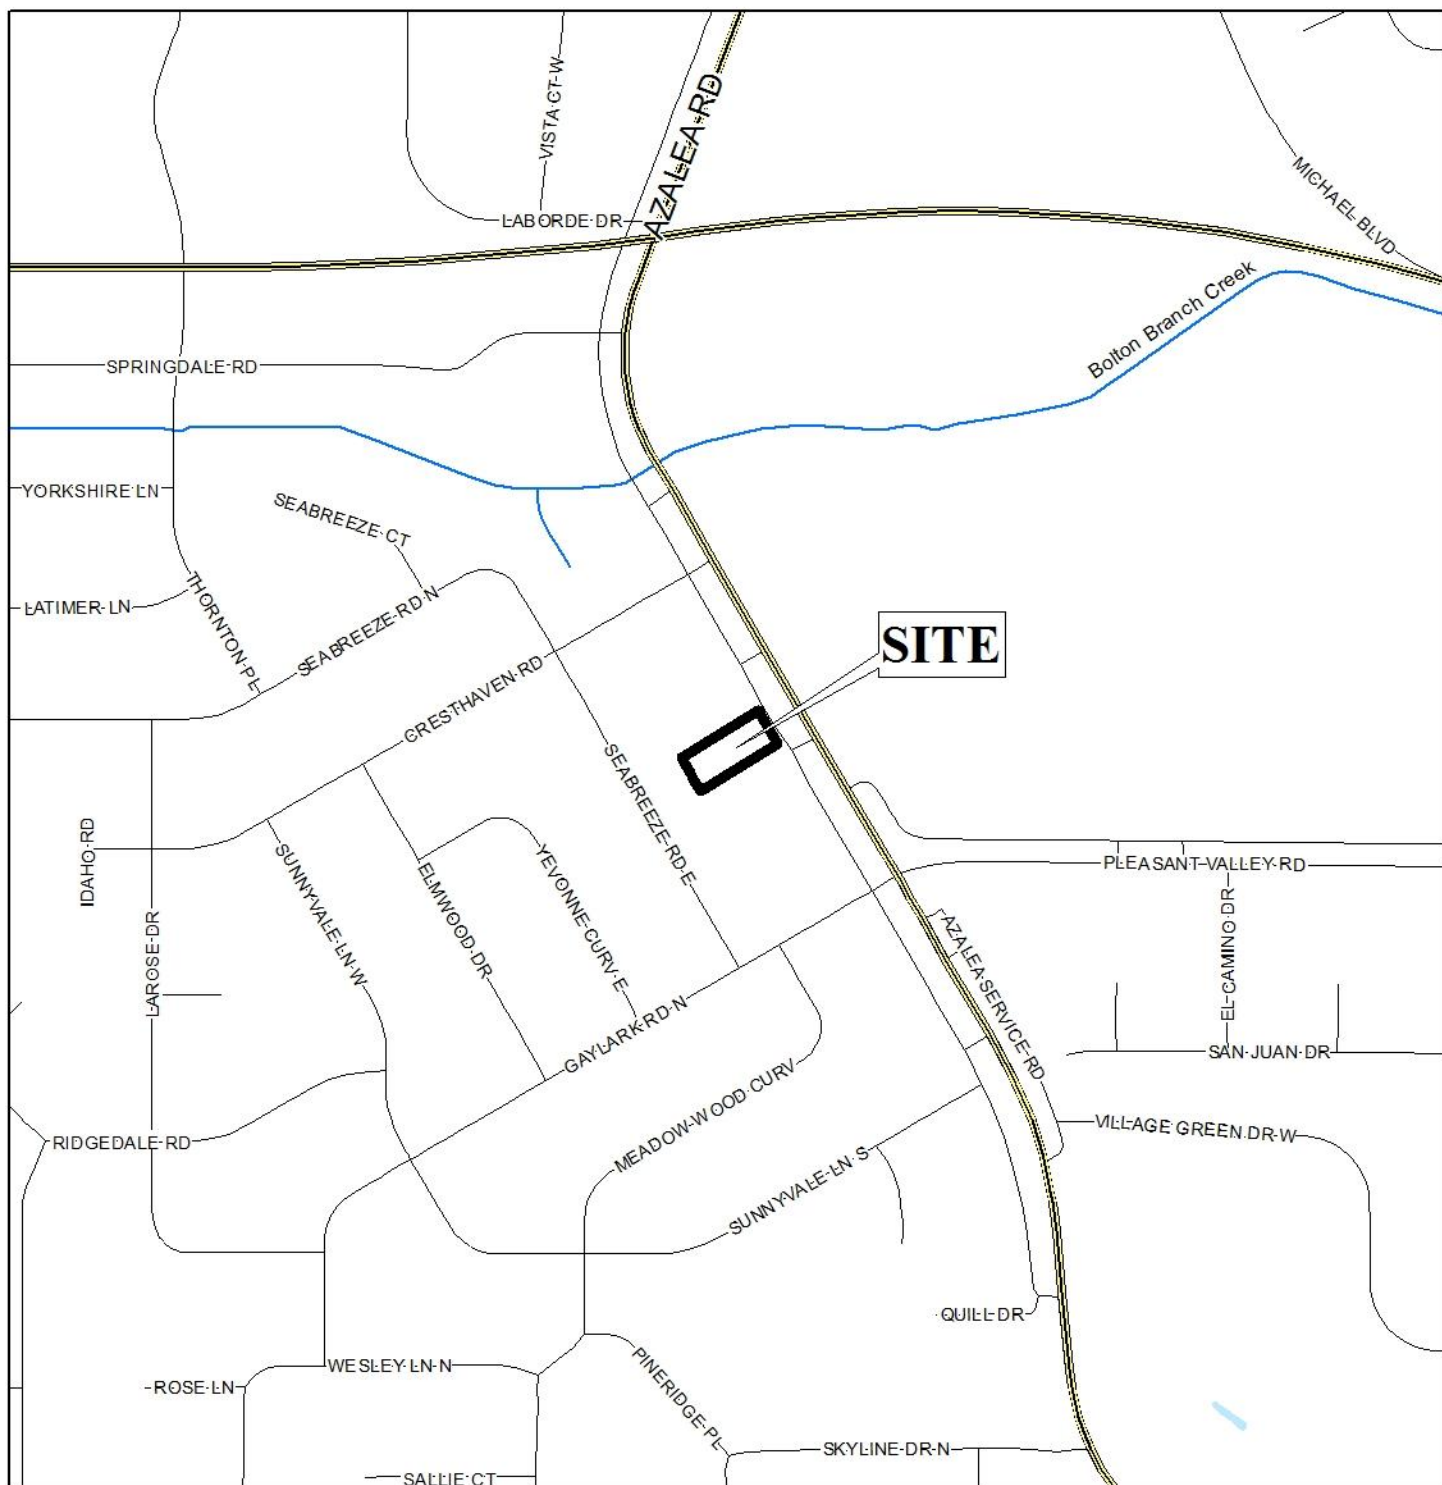 AZALEA RD
VISTA CT W
LABORDE DR
MICHAEL BLVD
Bolton Branch Creek
SPRINGDALE RD
YORKSHIRE LN
SEABREEZE CT
LATIMER LN
THORNTON PL
SEABREEZE RD N
SITE
CRESTHAVEN RD
SEABREEZE RD E
IDAHO RD
SUNNYVALE LN W
ELMWOOD DR
YEVONNE CURV E
PLEASANT VALLEY RD
LAROSE DR
AZALEA SERVICE RD
EL CAMINO DR
GAYLARK RD N
SAN JUAN DR
MEADOW WOOD CURV
RIDGEDALE RD
VILLAGE GREEN DR W
SUNNYVALE LN S
QUILL DR
WESLEY LN N
ROSE LN
PINERIDGE PL
SKYLINE DR N
SALLIE CT